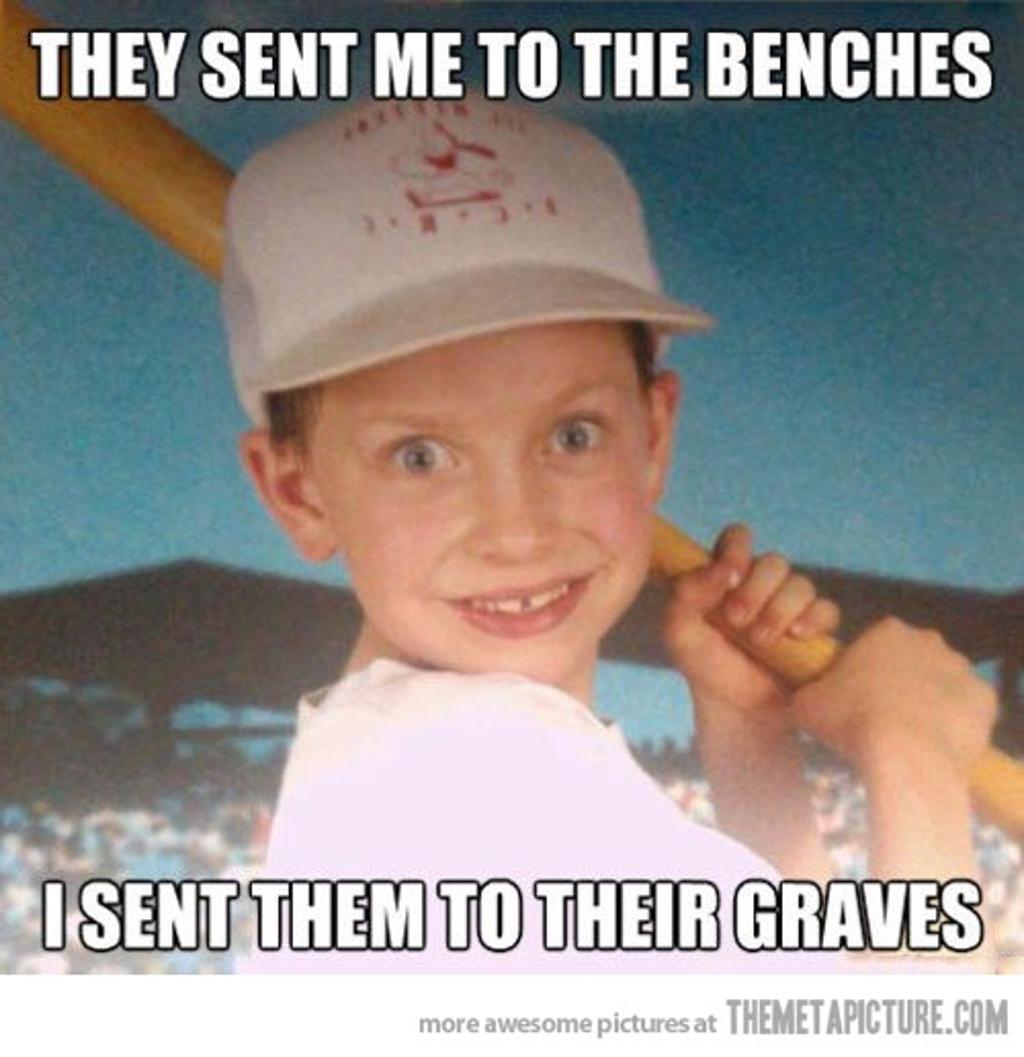 THEY SENT ME TO THE BENCHES
I SENT THEM TO THEIR GRAVES
more awesome pictures at THEMETAPICTURE.COM